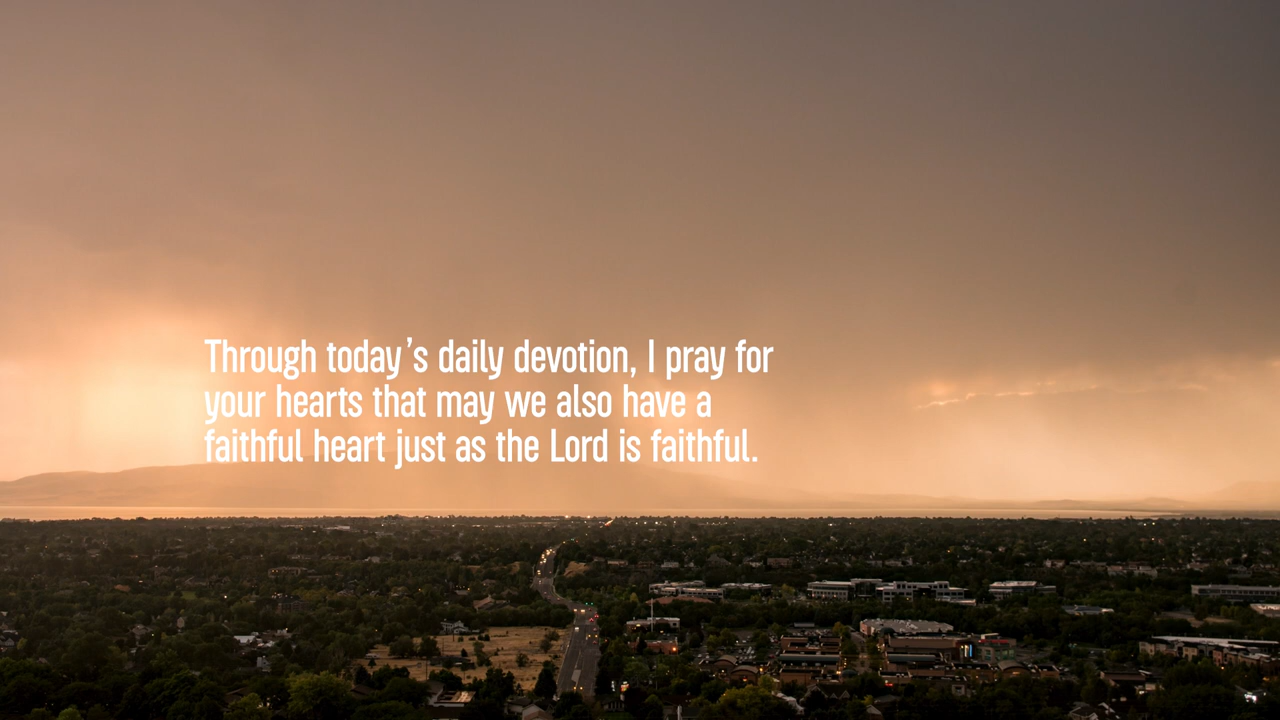 Through today’s daily devotion, I pray for
your hearts that may we also have a
faithful heart just as the Lord is faithful.